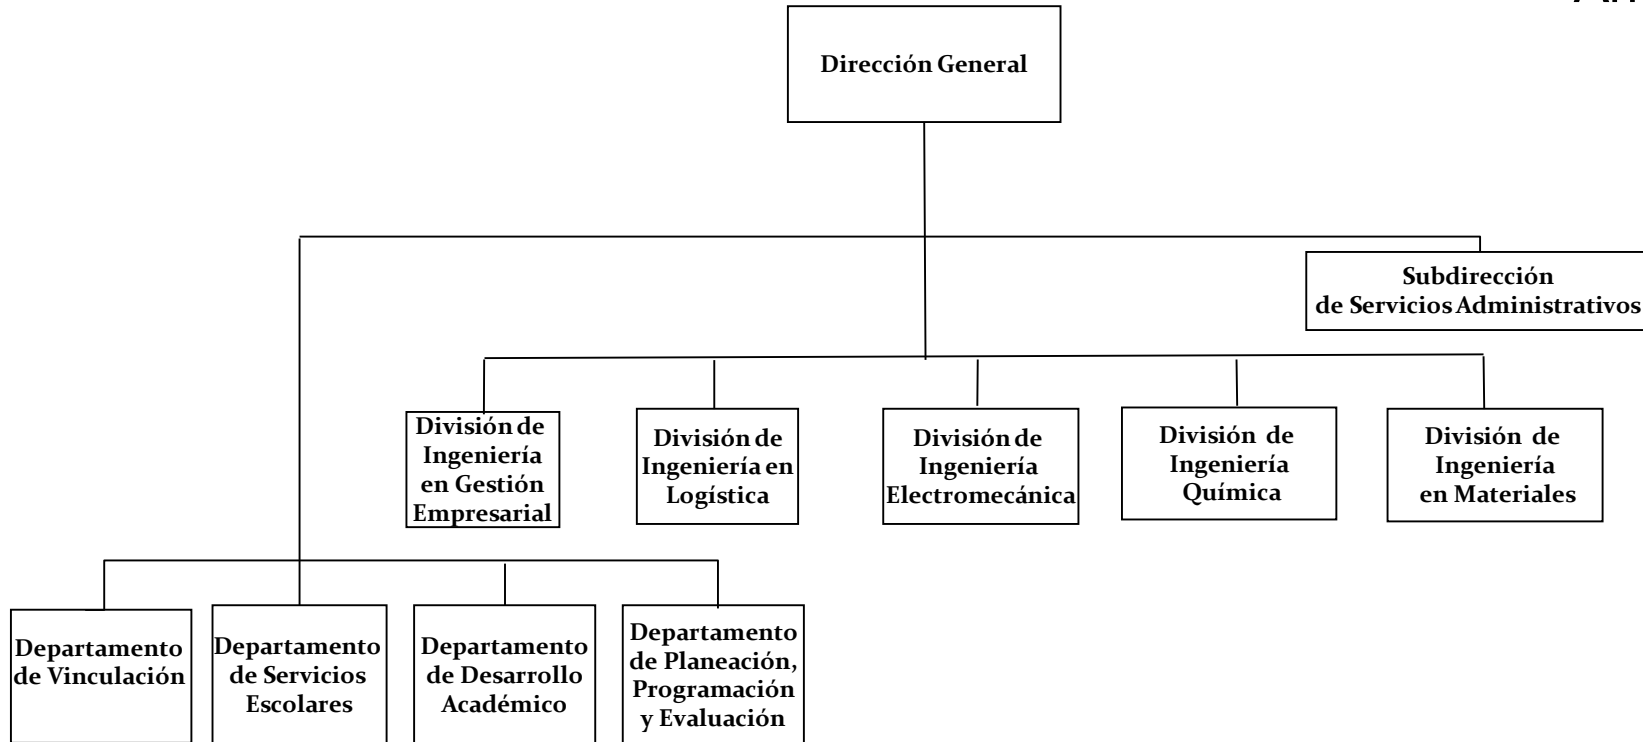 Dirección General
Subdirección
de Servicios Administrativos
División de
Ingeniería
en Gestión
Empresarial
División de
Ingeniería en
Logística
División de
Ingeniería
Electromecánica
División de
Ingeniería
Química
División de
Ingeniería
en Materiales
Departamento
de Vinculación
Departamento
de Servicios
Escolares
Departamento
de Desarrollo
Académico
Departamento
de Planeación,
Programación
y Evaluación